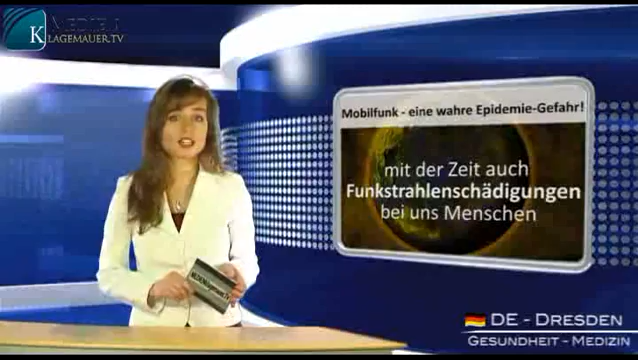 MEDIEN
KLAGEMAUER.TV
Mobilfunk - eine wahre Epidemie-Gefahr!
mit der Zeit auch
Funkstrahlenschädigungen
bei uns Menschen
DE - DRESDEN
GESUNDHEIT - MEDIZIN